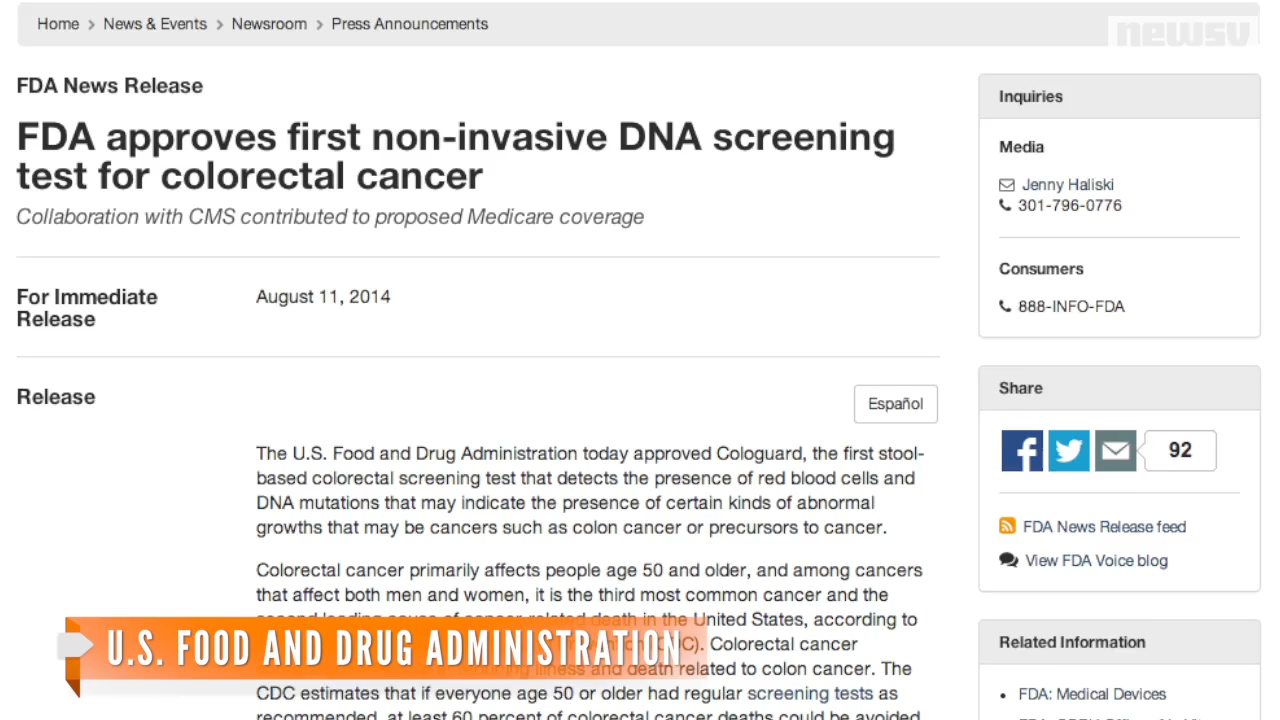 Home > News & Events > Newsroom > Press Announcements
newsy
FDA News Release
FDA approves first non-invasive DNA screening
test for colorectal cancer
Collaboration with CMS contributed to proposed Medicare coverage
For Immediate
Release
August 11, 2014
Release
Español
The U.S. Food and Drug Administration today approved Cologuard, the first stool-
based colorectal screening test that detects the presence of red blood cells and
DNA mutations that may indicate the presence of certain kinds of abnormal
growths that may be cancers such as colon cancer or precursors to cancer.
Colorectal cancer primarily affects people age 50 and older, and among cancers
that affect both men and women, it is the third most common cancer and the
second leading cause of cancer-related death in the United States, according to
C). Colorectal cancer
illness and death related to colon cancer. The
CDC estimates that if everyone age 50 or older had regular screening tests as
recommended, at least 60 percent of colorectal cancer deaths could be avoided
U.S. FOOD AND DRUG ADMINISTRATION
Inquiries
Media
Jenny Haliski
301-796-0776
Consumers
888-INFO-FDA
Share
92
FDA News Release feed
View FDA Voice blog
Related Information
• FDA: Medical Devices